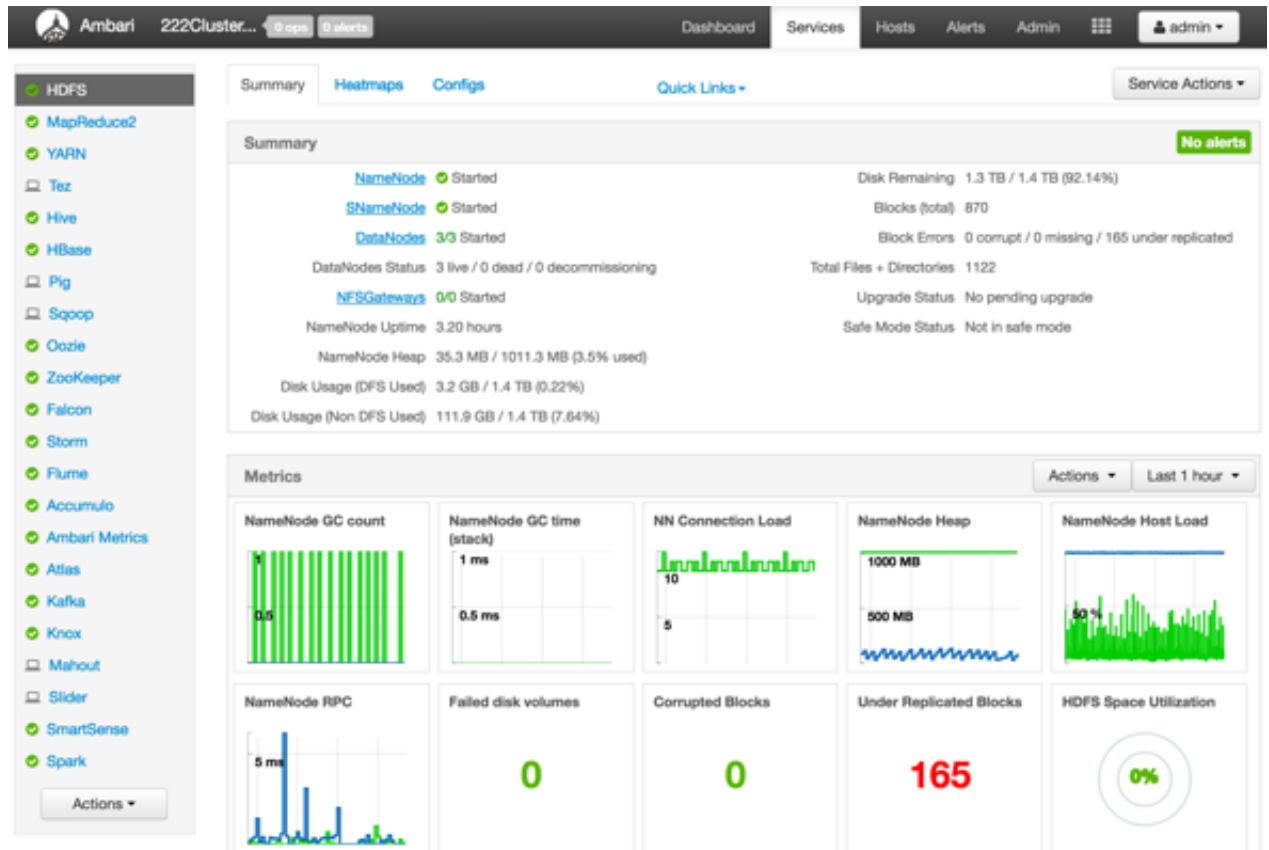 Ambari 222Cluster... 0 ops 0 alerts Dashboard Services Hosts Alerts Admin admin
HDFS
MapReduce2
YARN
Tez
Hive
HBase
Pig
Sqoop
Oozie
ZooKeeper
Falcon
Storm
Flume
Accumulo
Ambari Metrics
Atlas
Kafka
Knox
Mahout
Slider
SmartSense
Spark
Actions
Summary Heatmaps Configs Quick Links Service Actions
Summary No alerts
NameNode Started
SNameNode Started
DataNodes 3/3 Started
DataNodes Status 3 live / 0 dead / 0 decommissioning
NFSGateways 0/0 Started
NameNode Uptime 3.20 hours
NameNode Heap 35.3 MB / 1011.3 MB (3.5% used)
Disk Usage (DFS Used) 3.2 GB / 1.4 TB (0.22%)
Disk Usage (Non DFS Used) 111.9 GB / 1.4 TB (7.64%)
Disk Remaining 1.3 TB / 1.4 TB (92.14%)
Blocks (total) 870
Block Errors 0 corrupt / 0 missing / 165 under replicated
Total Files + Directories 1122
Upgrade Status No pending upgrade
Safe Mode Status Not in safe mode
Metrics Actions Last 1 hour
NameNode GC count
1
0.5
NameNode GC time
(stack)
1 ms
0.5 ms
NN Connection Load
10
5
NameNode Heap
1000 MB
500 MB
NameNode Host Load
50 %
NameNode RPC
5 ms
Failed disk volumes
0
Corrupted Blocks
0
Under Replicated Blocks
165
HDFS Space Utilization
0%